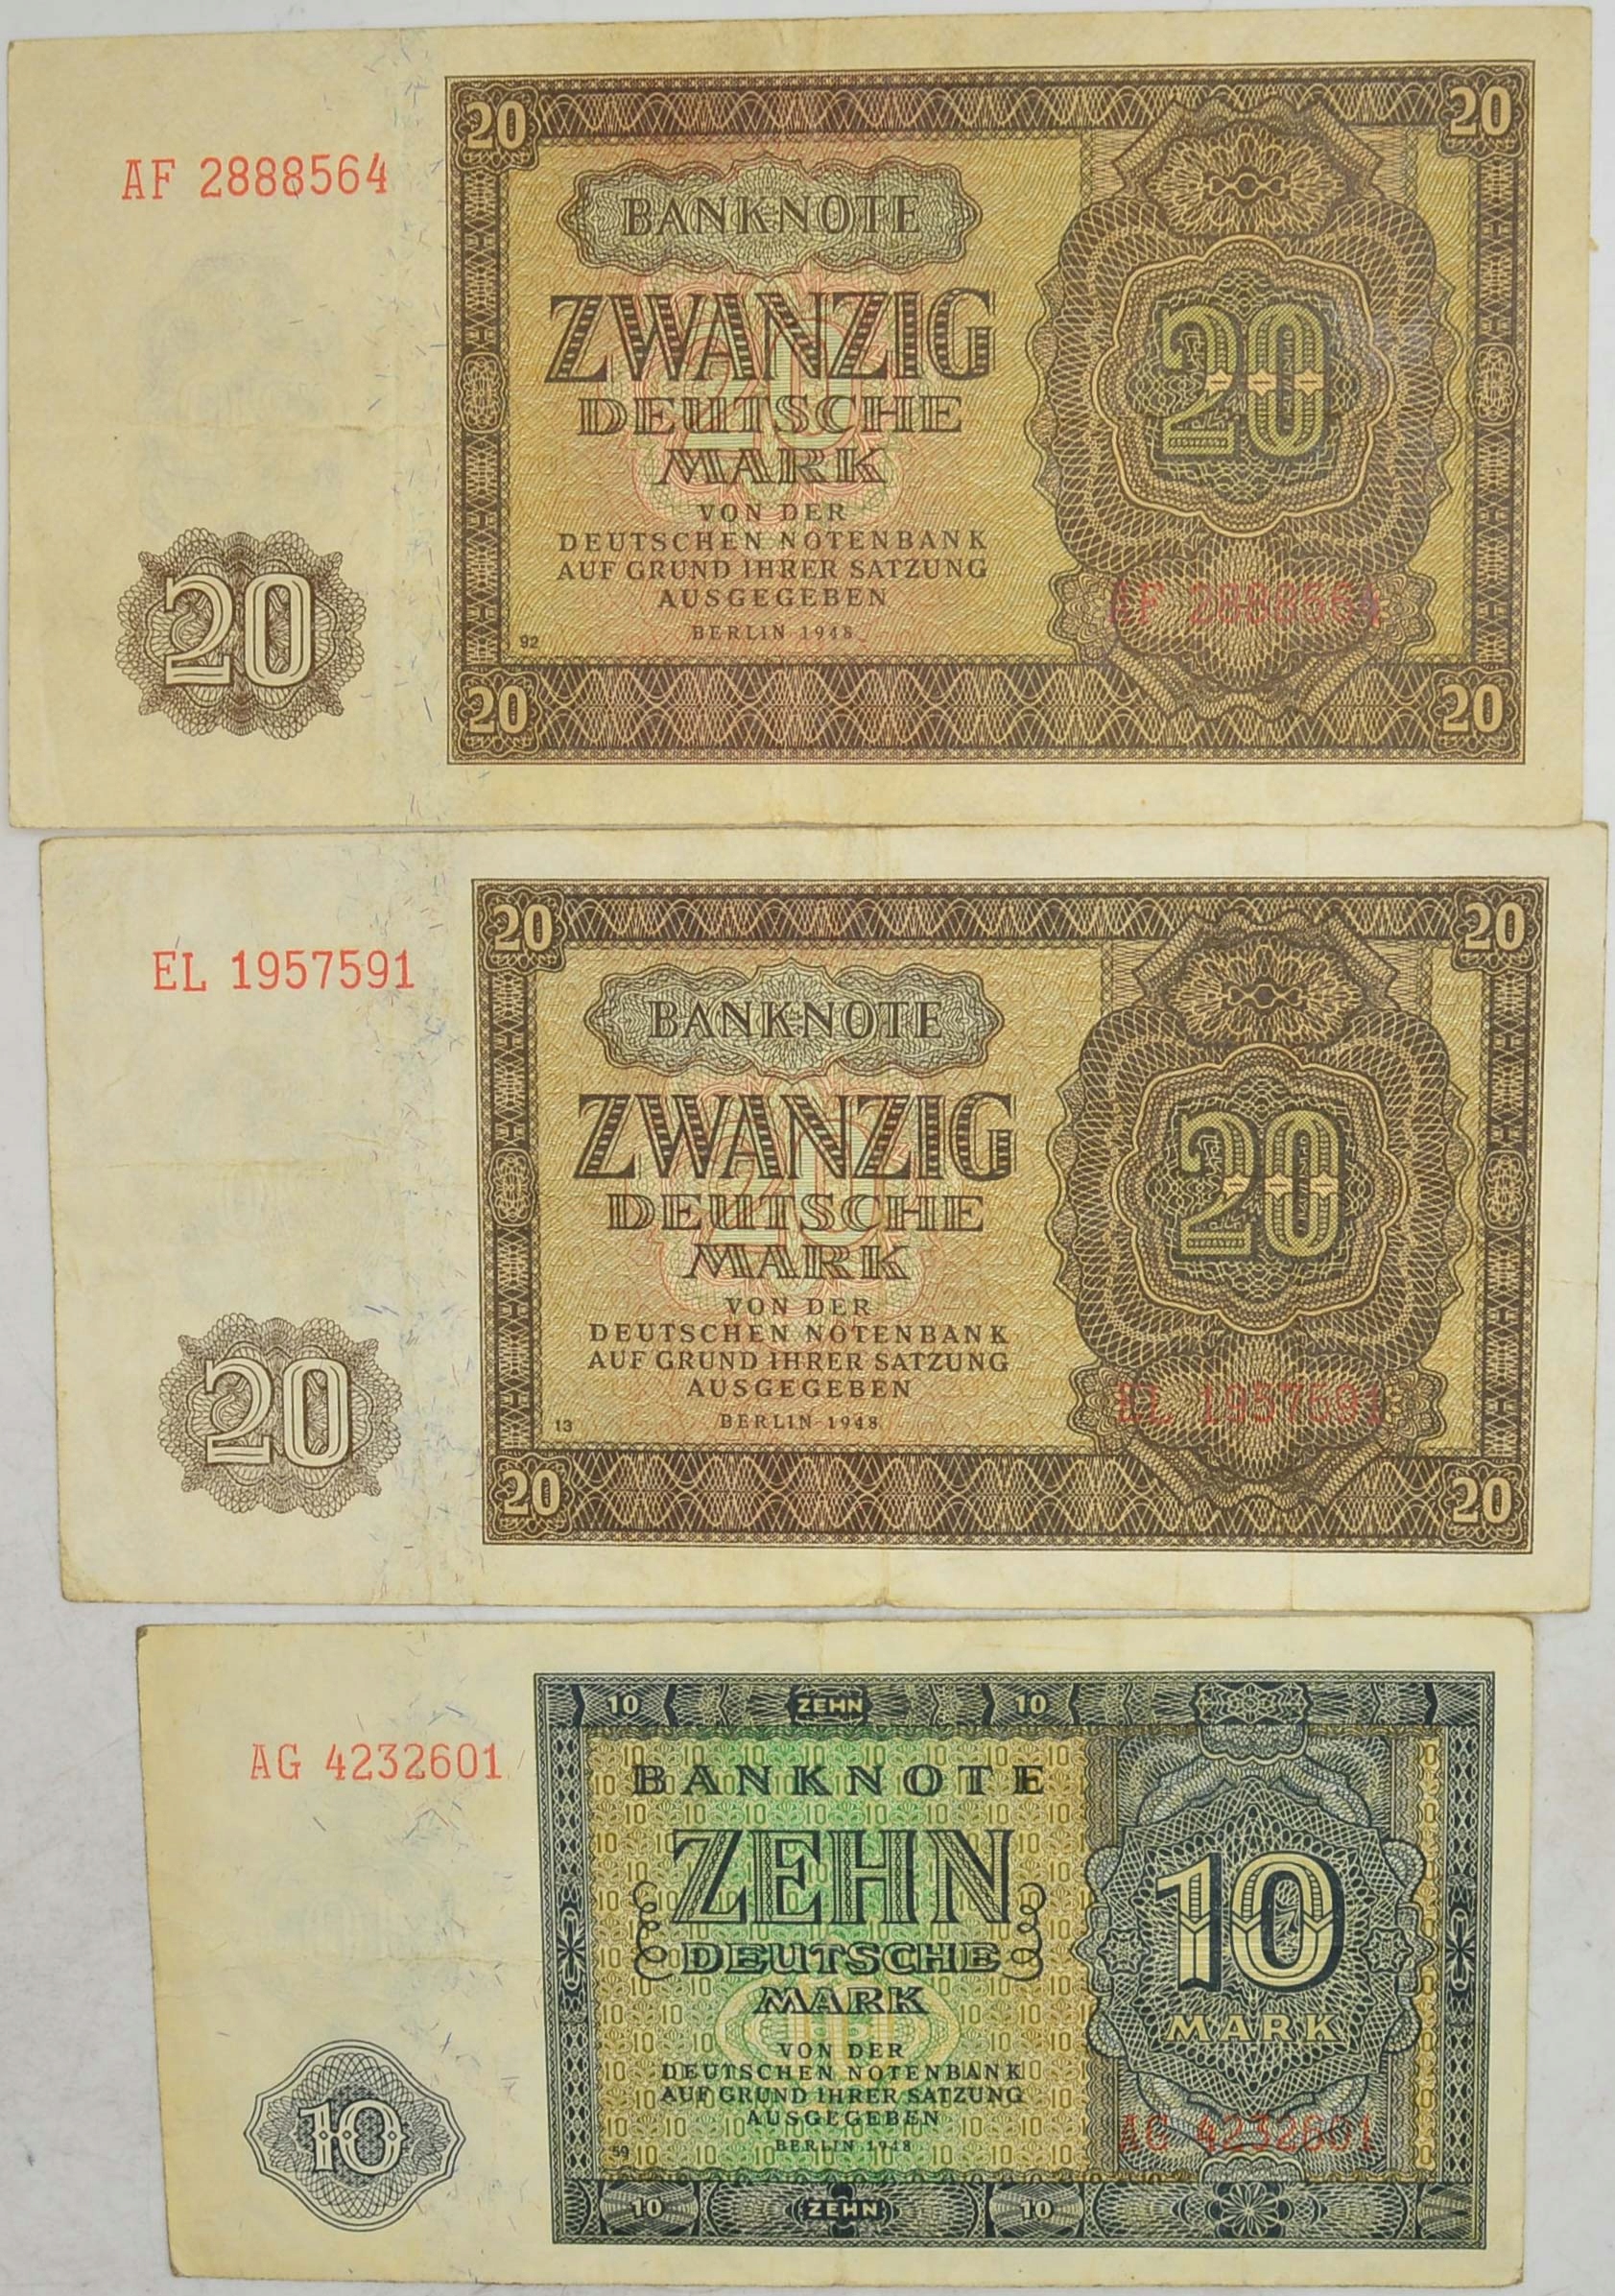 20 20
AF 2888564
BANKNOTE
ZWANZIG
DEUTSCHE
MARK
20
VON DER
DEUTSCHEN NOTENBANK
AUF GRUND IHRER SATZUNG
AUSGEGEBEN
AF 2888564
BERLIN 1948
92
20
20 20
20 20
EL 1957591
BANKNOTE
ZWANZIG
DEUTSCHE
MARK
20
VON DER
DEUTSCHEN NOTENBANK
AUF GRUND IHRER SATZUNG
AUSGEGEBEN
EL 1957591
BERLIN 1948
13
20
20 20
10 ZEHN 10
AG 4232601
BANKNOTE
ZEHN
DEUTSCHE
MARK
10
MARK
VON DER
DEUTSCHEN NOTENBANK
AUF GRUND IHRER SATZUNG
AUSGEGEBEN
AG 4232601
BERLIN 1948
59
10
10 ZEHN 10